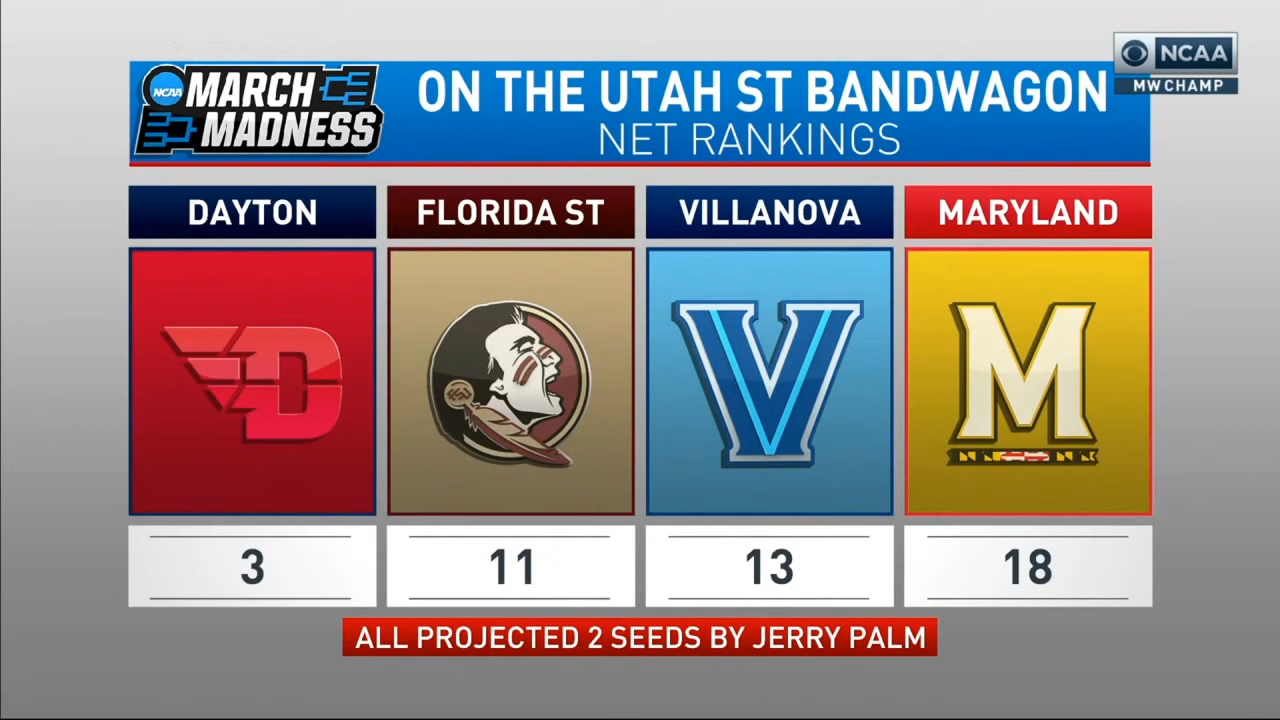 NCAA
MARCH
MADNESS
ON THE UTAH ST BANDWAGON
NET RANKINGS
NCAA
MW CHAMP
DAYTON
FLORIDA ST
VILLANOVA
MARYLAND
D
V
M
3
11
13
18
ALL PROJECTED 2 SEEDS BY JERRY PALM